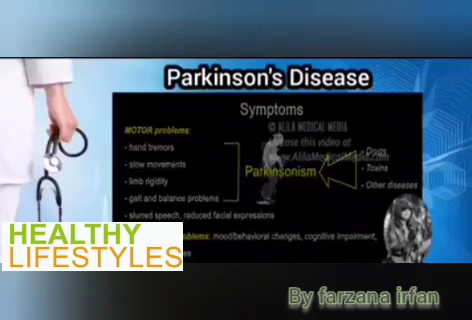 Parkinson's Disease
Symptoms
© ALILA MEDICAL MEDIA
MOTOR problems:
- hand tremors
- slow movements
- limb rigidity
- gait and balance problems
- slurred speech, reduced facial expressions
Parkinsonism
- Drugs
- Toxins
- Other diseases
problems: mood/behavioral changes, cognitive impairment,
HEALTHY
LIFESTYLES
By farzana irfan